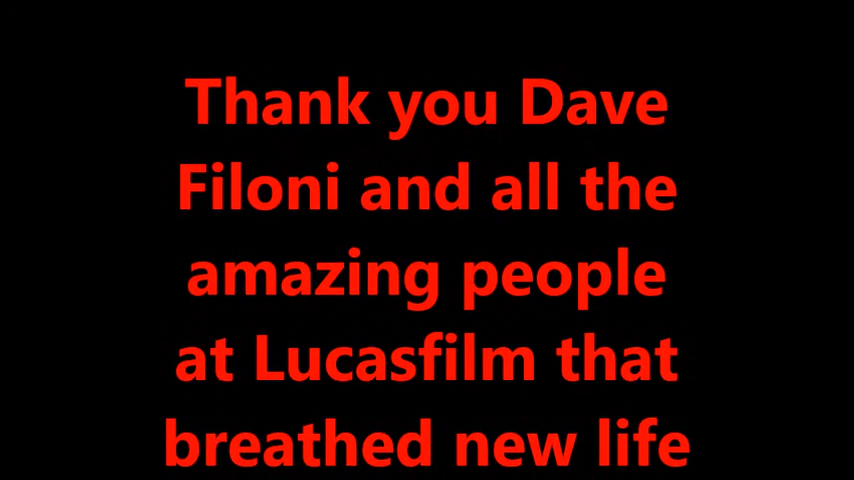 Thank you Dave
Filoni and all the
amazing people
at Lucasfilm that
breathed new life